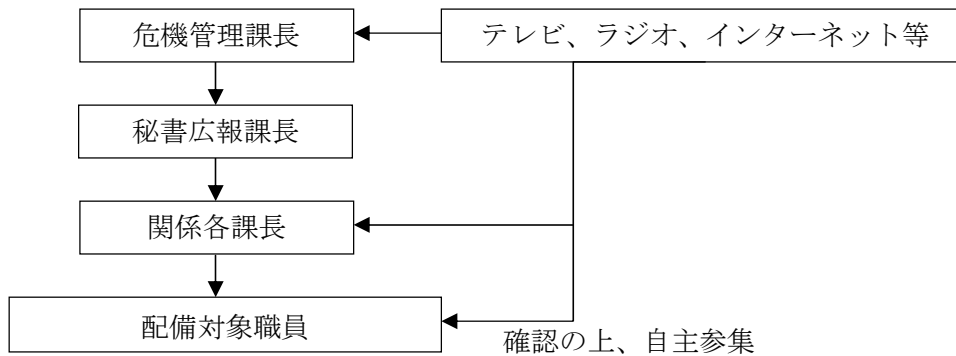 危機管理課長
テレビ、ラジオ、インターネット等
秘書広報課長
関係各課長
配備対象職員
確認の上、自主参集